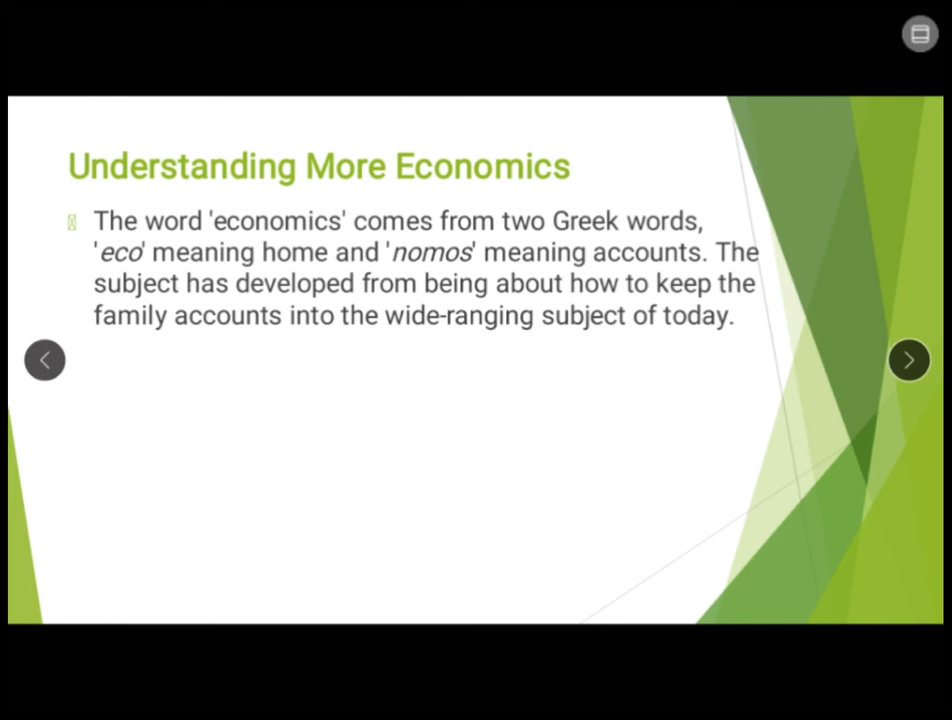 Understanding More Economics
The word 'economics' comes from two Greek words,
'eco' meaning home and 'nomos' meaning accounts. The
subject has developed from being about how to keep the
family accounts into the wide-ranging subject of today.